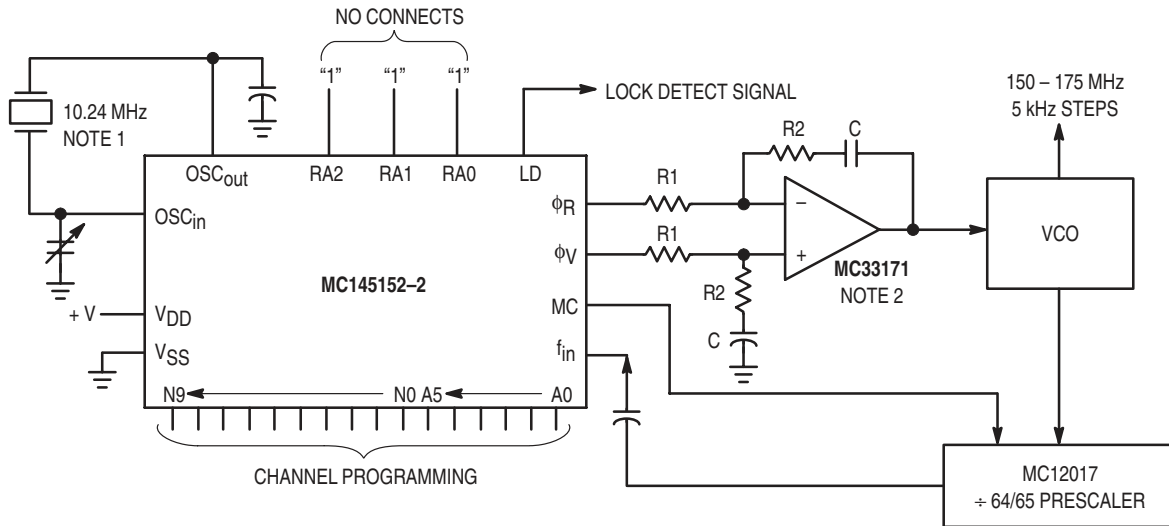 NO CONNECTS
"1" "1" "1"
10.24 MHz
NOTE 1
LOCK DETECT SIGNAL
150 – 175 MHz
5 kHz STEPS
OSCout RA2 RA1 RA0 LD
OSCin
ϕR
ϕV
MC
fin
MC145152–2
+ V VDD
VSS
N9 N0 A5 A0
CHANNEL PROGRAMMING
R1
R1
R2
C
–
+
MC33171
NOTE 2
R2
C
VCO
MC12017
÷ 64/65 PRESCALER